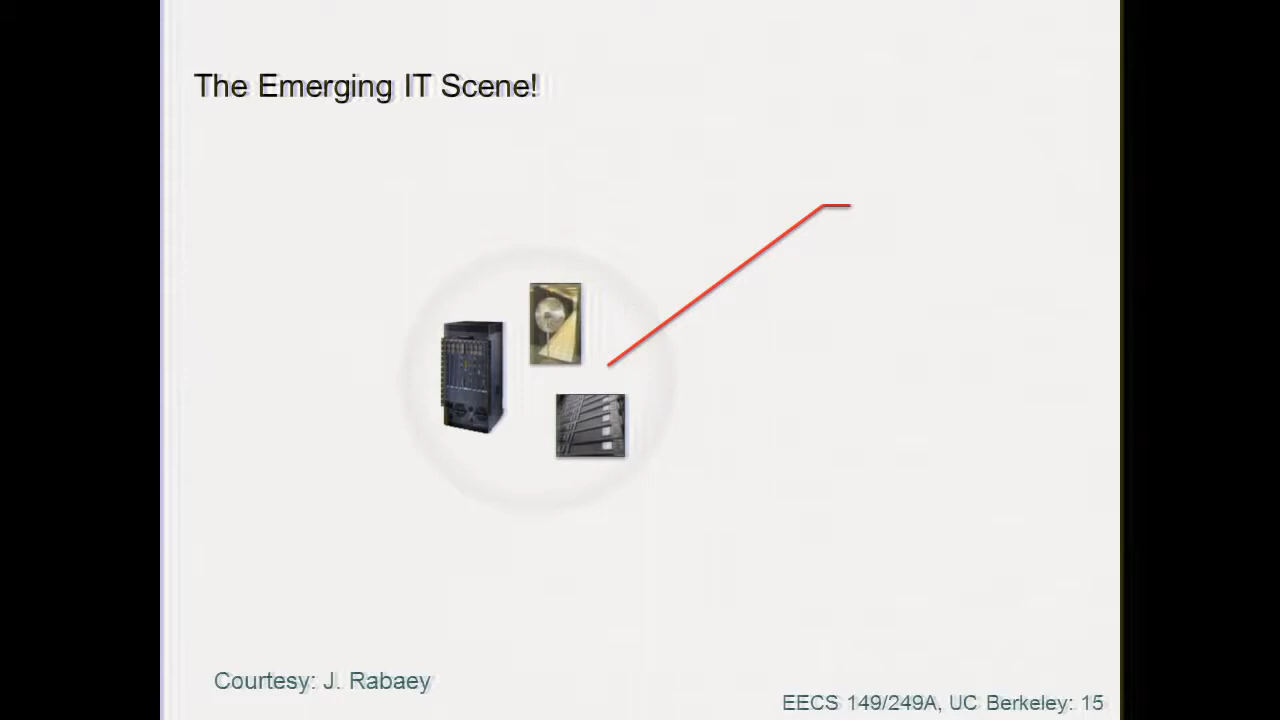 The Emerging IT Scene!
Courtesy: J. Rabaey
EECS 149/249A, UC Berkeley: 15